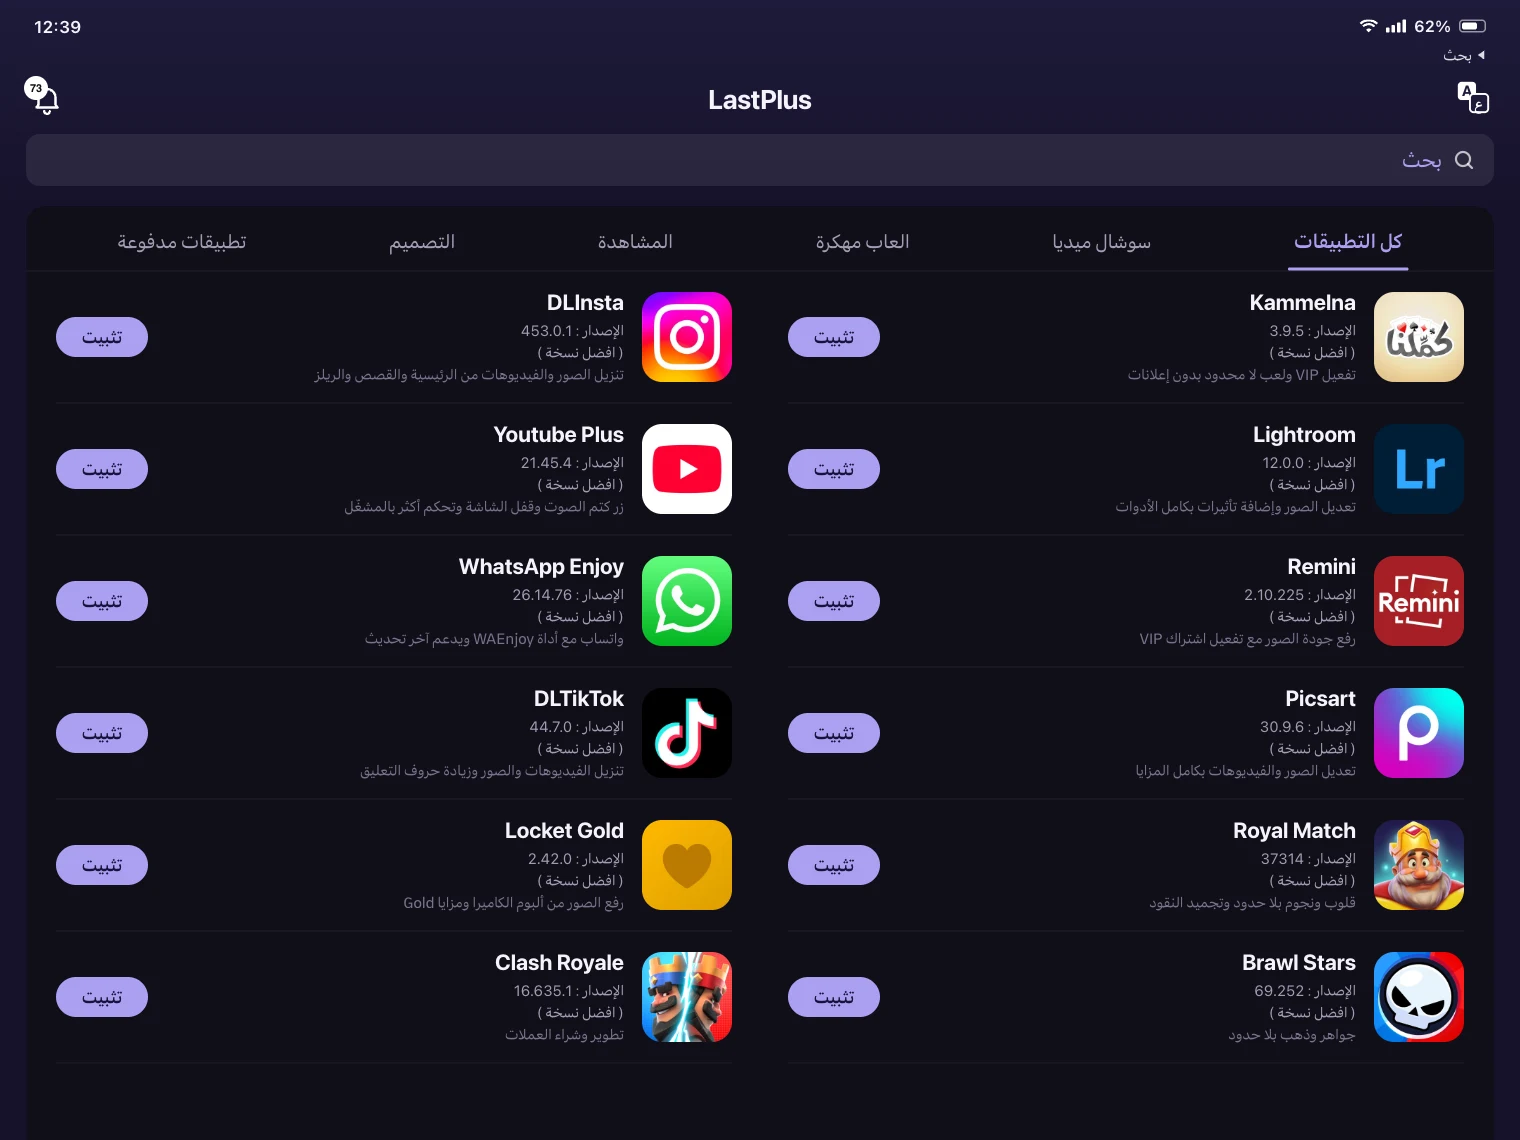 12:39
62%
بحث
73
LastPlus
A ع
بحث
كل التطبيقات
سوشال ميديا
العاب مهكرة
المشاهدة
التصميم
تطبيقات مدفوعة
كمّلنا
Kammelna
الإصدار : 3.9.5
( افضل نسخة )
تفعيل VIP ولعب لا محدود بدون إعلانات
تثبيت
DLInsta
الإصدار : 453.0.1
( افضل نسخة )
تنزيل الصور والفيديوهات من الرئيسية والقصص والريلز
تثبيت
Lr
Lightroom
الإصدار : 12.0.0
( افضل نسخة )
تعديل الصور وإضافة تأثيرات بكامل الأدوات
تثبيت
Youtube Plus
الإصدار : 21.45.4
( افضل نسخة )
زر كتم الصوت وقفل الشاشة وتحكم أكثر بالمشغّل
تثبيت
Remini
Remini
الإصدار : 2.10.225
( افضل نسخة )
رفع جودة الصور مع تفعيل اشتراك VIP
تثبيت
WhatsApp Enjoy
الإصدار : 26.14.76
( افضل نسخة )
واتساب مع أداة WAEnjoy ويدعم آخر تحديث
تثبيت
Picsart
الإصدار : 30.9.6
( افضل نسخة )
تعديل الصور والفيديوهات بكامل المزايا
تثبيت
DLTikTok
الإصدار : 44.7.0
( افضل نسخة )
تنزيل الفيديوهات والصور وزيادة حروف التعليق
تثبيت
Royal Match
الإصدار : 37314
( افضل نسخة )
قلوب ونجوم بلا حدود وتجميد النقود
تثبيت
Locket Gold
الإصدار : 2.42.0
( افضل نسخة )
رفع الصور من ألبوم الكاميرا ومزايا Gold
تثبيت
Brawl Stars
الإصدار : 69.252
( افضل نسخة )
جواهر وذهب بلا حدود
تثبيت
Clash Royale
الإصدار : 16.635.1
( افضل نسخة )
تطوير وشراء العملات
تثبيت